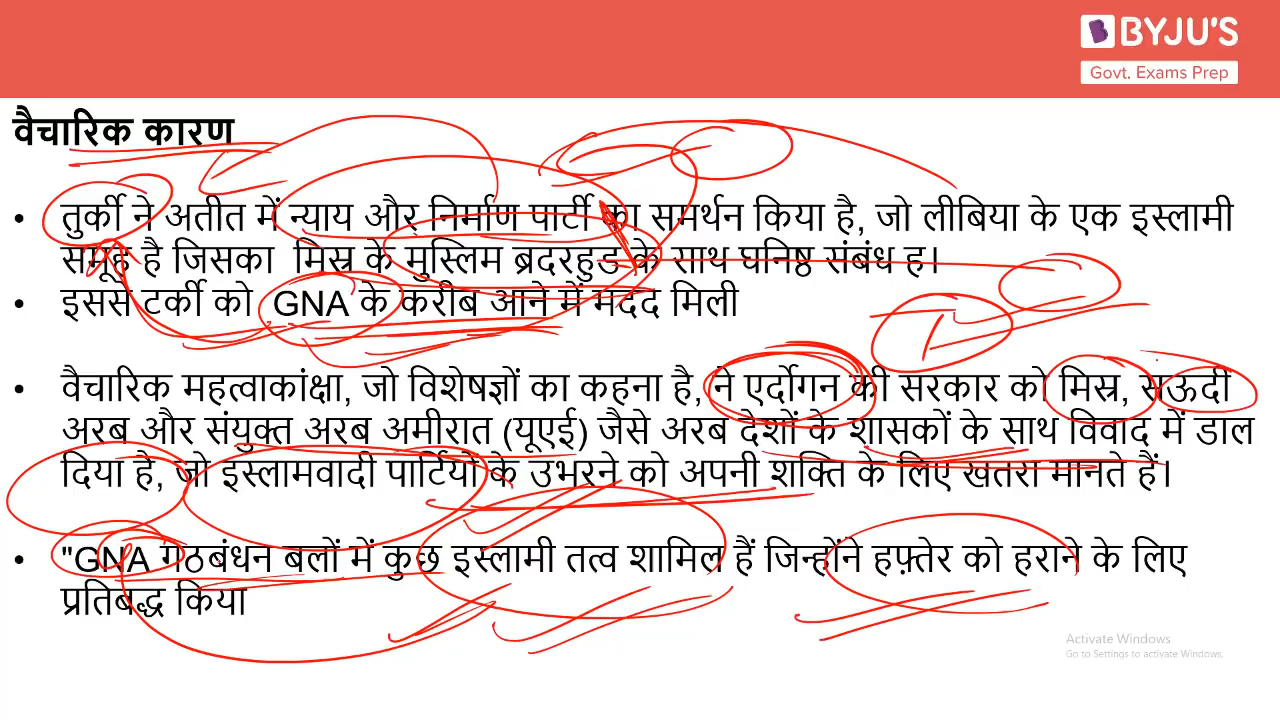 BYJU'S
Govt. Exams Prep
वैचारिक कारण
• तुर्की ने अतीत में न्याय और निर्माण पार्टी का समर्थन किया है, जो लीबिया के एक इस्लामी
समूह है जिसका मिस्र के मुस्लिम ब्रदरहुड के साथ घनिष्ठ संबंध ह।
• इससे टर्की को GNA के करीब आने में मदद मिली
वैचारिक महत्वाकांक्षा, जो विशेषज्ञों का कहना है, ने एर्दोगन की सरकार को मिस्र, सऊदी
अरब और संयुक्त अरब अमीरात (यूएई) जैसे अरब देशों के शासकों के साथ विवाद में डाल
दिया है, जो इस्लामवादी पार्टियों के उभरने को अपनी शक्ति के लिए खतरा मानते हैं।
• "GNA गठबंधन बलों में कुछ इस्लामी तत्व शामिल हैं जिन्होंने हफ़्तेर को हराने के लिए
प्रतिबद्ध किया
Activate Windows
Go to Settings to activate Windows.